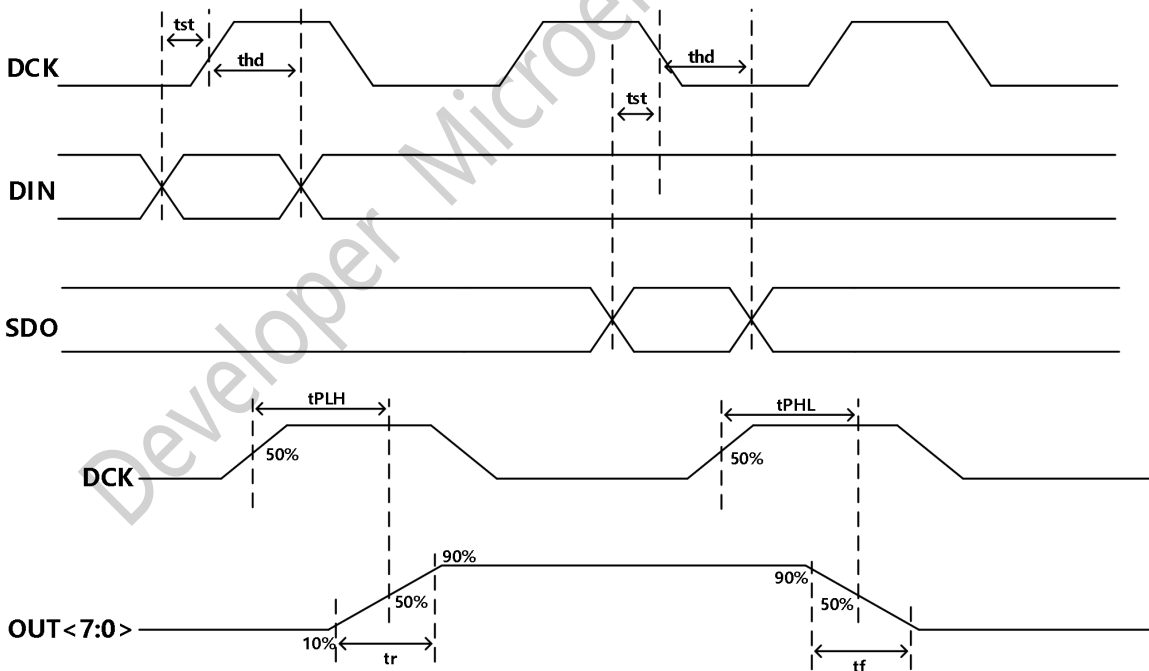 tst
DCK
thd
thd
tst
DIN
SDO
tPLH
tPHL
50%
50%
DCK
90%
90%
50%
50%
OUT<7:0>
10%
tr
tf
Developer